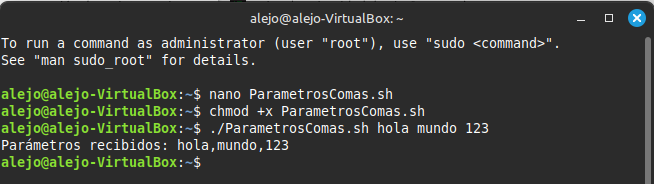 alejo@alejo-VirtualBox: ~
To run a command as administrator (user "root"), use "sudo <command>".
See "man sudo_root" for details.
alejo@alejo-VirtualBox:~$ nano ParametrosComas.sh
alejo@alejo-VirtualBox:~$ chmod +x ParametrosComas.sh
alejo@alejo-VirtualBox:~$ ./ParametrosComas.sh hola mundo 123
Parámetros recibidos: hola,mundo,123
alejo@alejo-VirtualBox:~$